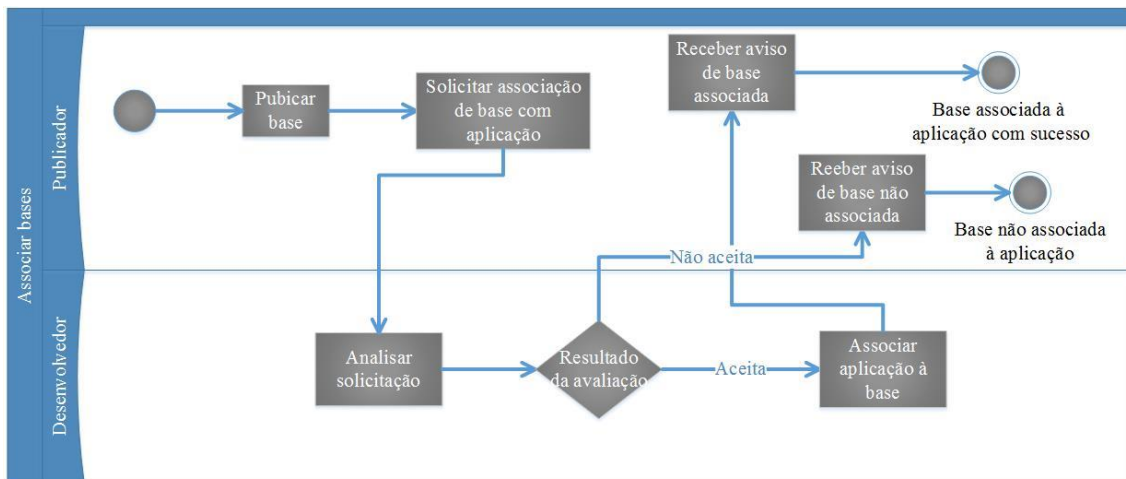 Associar bases
Publicador
Pubicar
base
Solicitar associação
de base com
aplicação
Receber aviso
de base
associada
Base associada à
aplicação com sucesso
Reeber aviso
de base não
associada
Base não associada
à aplicação
Não aceita
Desenvolvedor
Analisar
solicitação
Resultado
da avaliação
Aceita
Associar
aplicação à
base